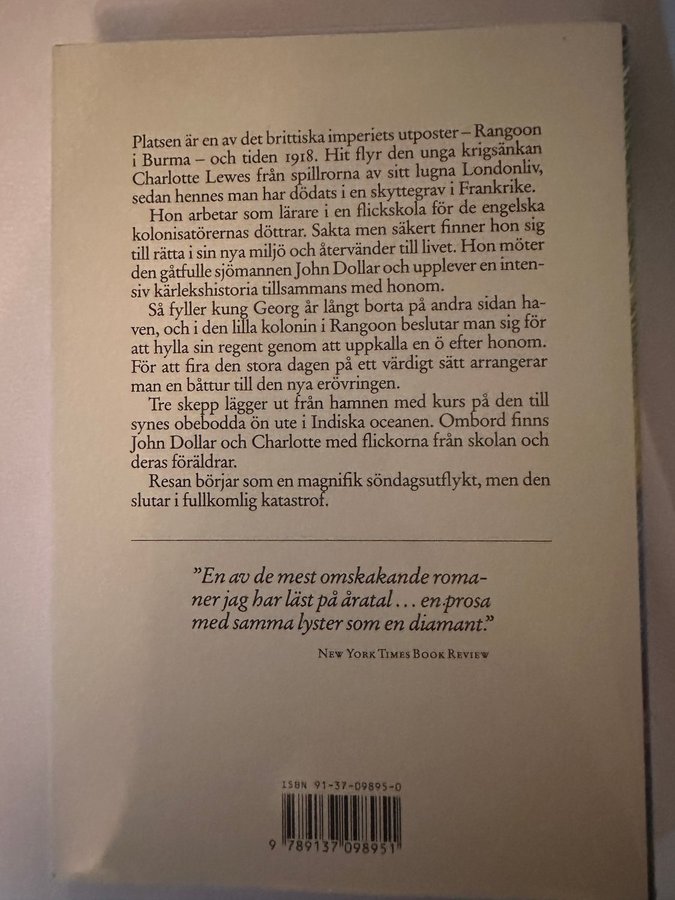 Platsen är en av det brittiska imperiets utposter – Rangoon
i Burma – och tiden 1918. Hit flyr den unga krigsänkan
Charlotte Lewes från spillrorna av sitt lugna Londonliv,
sedan hennes man har dödats i en skyttegrav i Frankrike.
Hon arbetar som lärare i en flickskola för de engelska
kolonisatörernas döttrar. Sakta men säkert finner hon sig
till rätta i sin nya miljö och återvänder till livet. Hon möter
den gåtfulle sjömannen John Dollar och upplever en inten-
siv kärlekshistoria tillsammans med honom.
Så fyller kung Georg år långt borta på andra sidan ha-
ven, och i den lilla kolonin i Rangoon beslutar man sig för
att hylla sin regent genom att uppkalla en ö efter honom.
För att fira den stora dagen på ett värdigt sätt arrangerar
man en båttur till den nya erövringen.
Tre skepp lägger ut från hamnen med kurs på den till
synes obebodda ön ute i Indiska oceanen. Ombord finns
John Dollar och Charlotte med flickorna från skolan och
deras föräldrar.
Resan börjar som en magnifik söndagsutflykt, men den
slutar i fullkomlig katastrof.
”En av de mest omskakande roma-
ner jag har läst på åratal ... en prosa
med samma lyster som en diamant.”
NEW YORK TIMES BOOK REVIEW
ISBN 91-37-09895-0
9 789137 098951